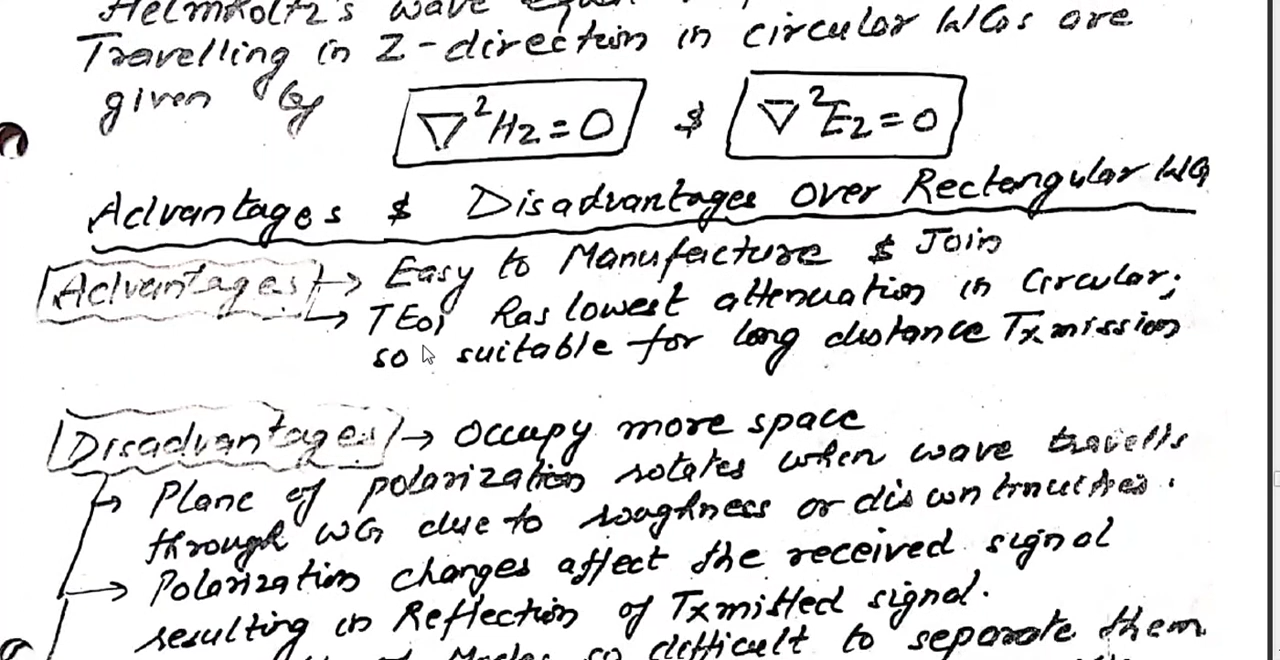 Helmholtz's wave
Travelling in Z-direction in circular WGs are
given by ∇²Hz=0 & ∇²Ez=0
Advantages & Disadvantages Over Rectangular WG
Advantages → Easy to Manufacture & Join
→ TE01 has lowest attenuation in Circular;
so suitable for long distance Txmission
Disadvantages → Occupy more space
→ Plane of polarization rotates when wave travells
through WG due to roughness or discontinuities.
→ Polarization changes affect the received signal
resulting in Reflection of Txmitted signal.
Modes so difficult to separate them